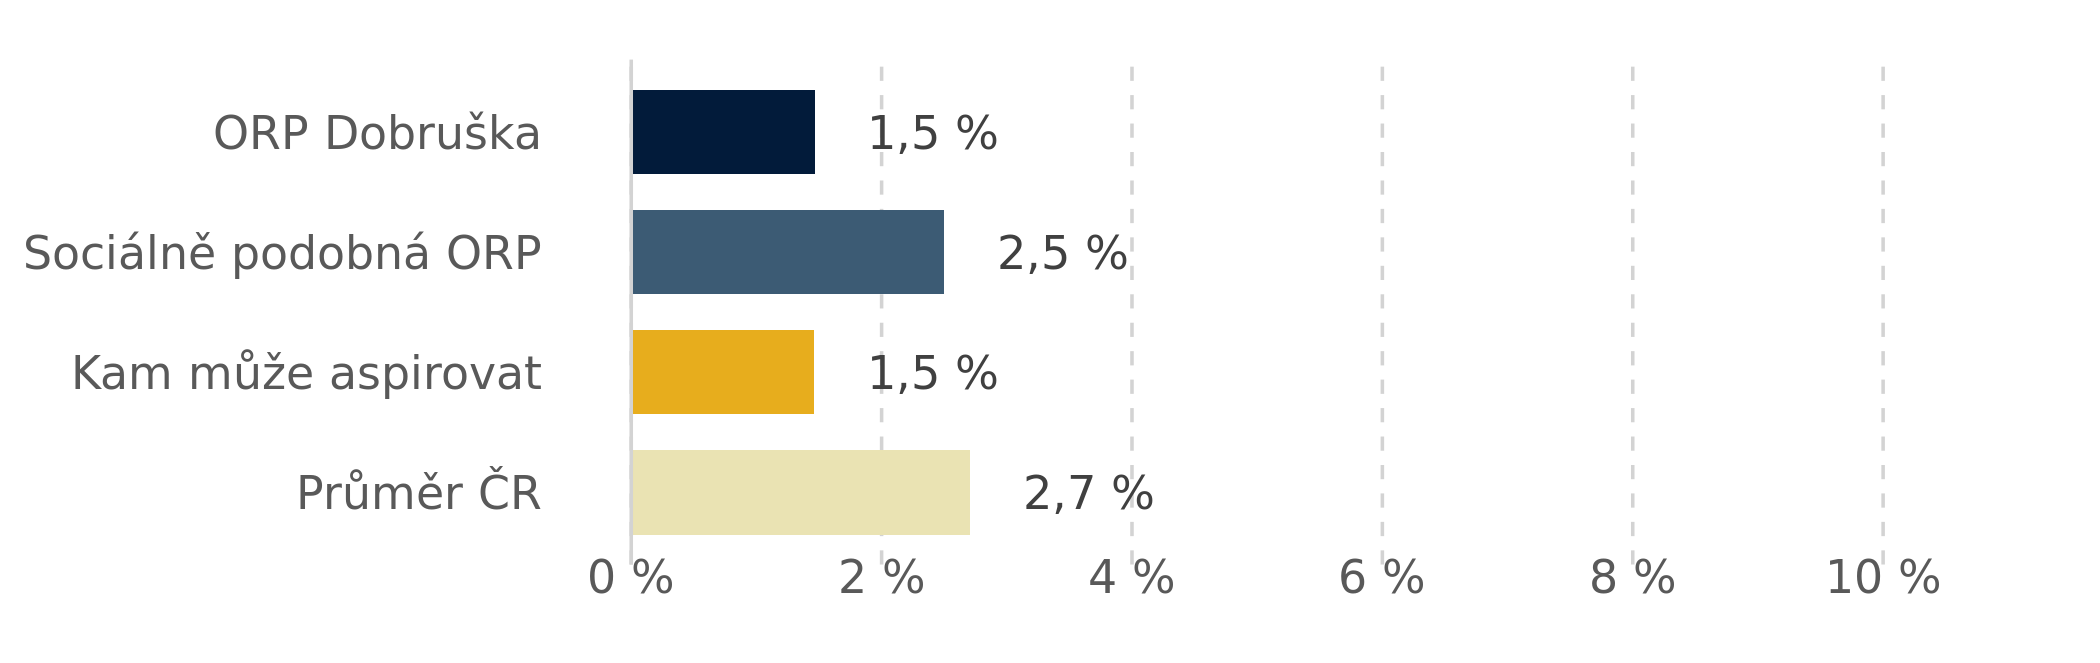 ORP Dobruška 1,5 %
Sociálně podobná ORP 2,5 %
Kam může aspirovat 1,5 %
Průměr ČR 2,7 %
0 % 2 % 4 % 6 % 8 % 10 %